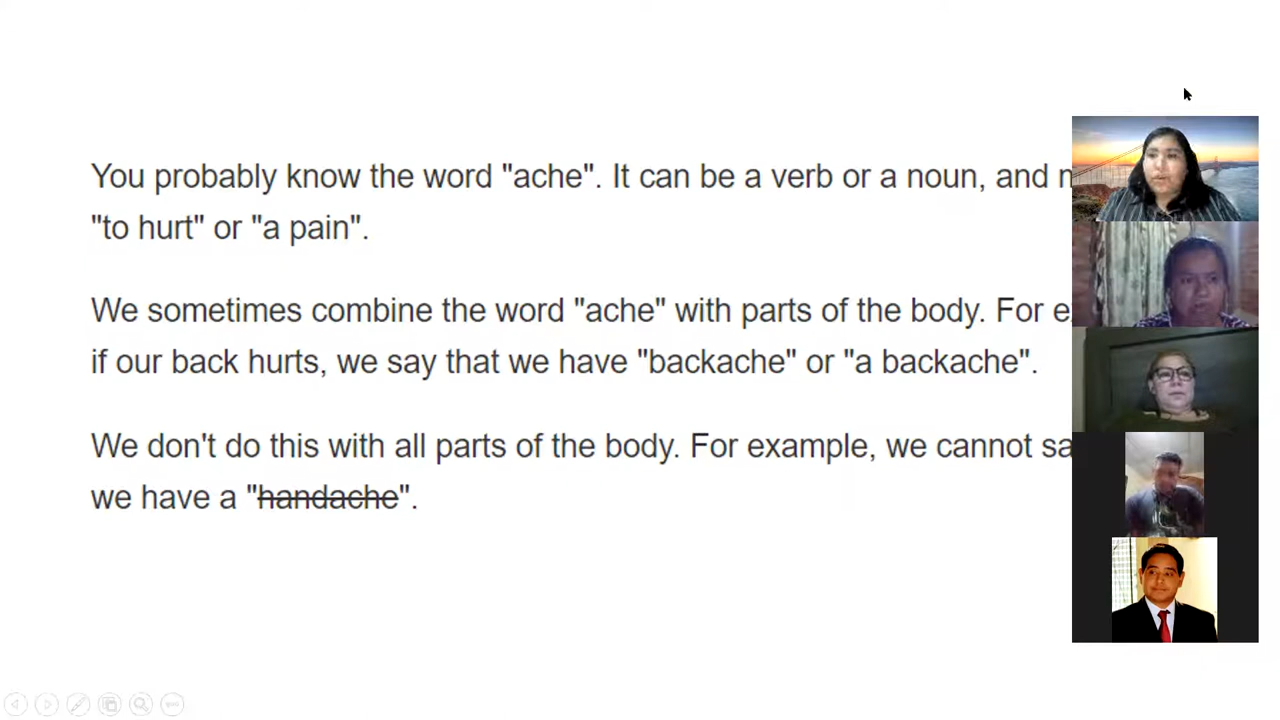 You probably know the word "ache". It can be a verb or a noun, and
"to hurt" or "a pain".
We sometimes combine the word "ache" with parts of the body. For
if our back hurts, we say that we have "backache" or "a backache".
We don't do this with all parts of the body. For example, we cannot
we have a "handache".